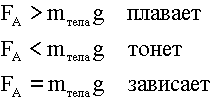 F_A > m_тела g плавает
F_A < m_тела g тонет
F_A = m_тела g зависает